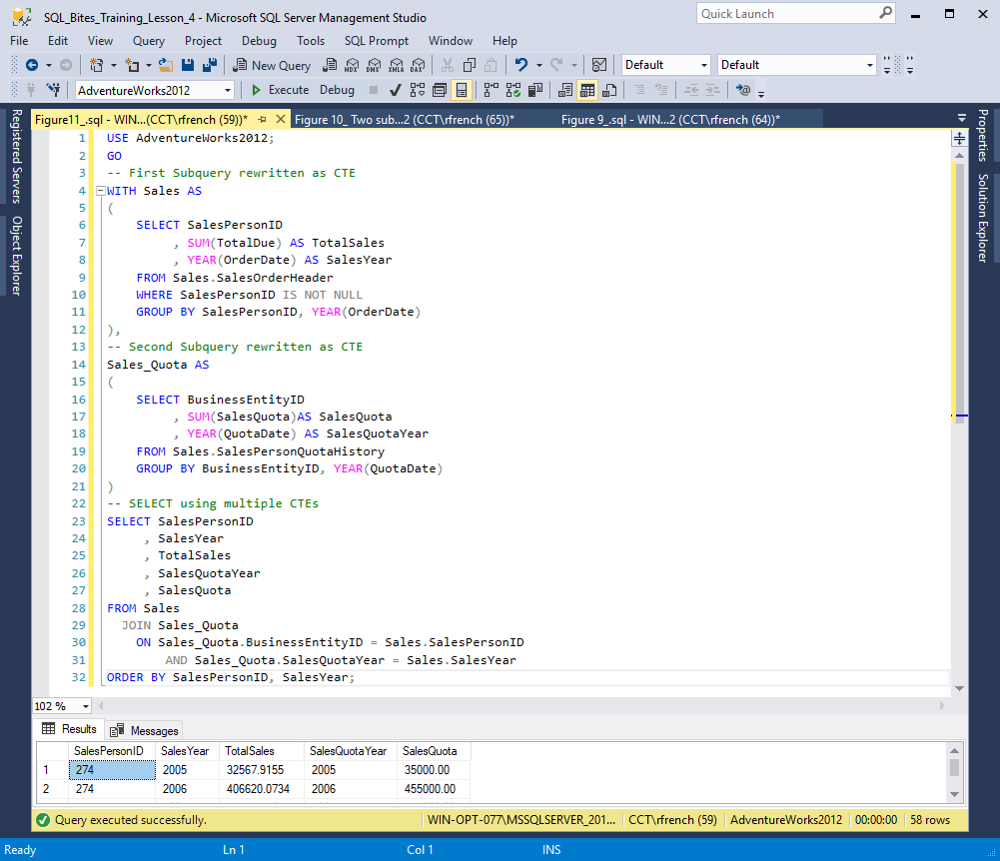 SQL_Bites_Training_Lesson_4 - Microsoft SQL Server Management Studio
Quick Launch
File Edit View Query Project Debug Tools SQL Prompt Window Help
New Query MDX DMX XMLA DAX Default Default
AdventureWorks2012 Execute Debug
Registered Servers
Object Explorer
Figure11_.sql - WIN...(CCT\rfrench (59))* Figure 10_ Two sub...2 (CCT\rfrench (65))* Figure 9_.sql - WIN...2 (CCT\rfrench (64))*
Properties
Solution Explorer
1 USE AdventureWorks2012;
2 GO
3 -- First Subquery rewritten as CTE
4 WITH Sales AS
5 (
6 SELECT SalesPersonID
7 , SUM(TotalDue) AS TotalSales
8 , YEAR(OrderDate) AS SalesYear
9 FROM Sales.SalesOrderHeader
10 WHERE SalesPersonID IS NOT NULL
11 GROUP BY SalesPersonID, YEAR(OrderDate)
12 ),
13 -- Second Subquery rewritten as CTE
14 Sales_Quota AS
15 (
16 SELECT BusinessEntityID
17 , SUM(SalesQuota)AS SalesQuota
18 , YEAR(QuotaDate) AS SalesQuotaYear
19 FROM Sales.SalesPersonQuotaHistory
20 GROUP BY BusinessEntityID, YEAR(QuotaDate)
21 )
22 -- SELECT using multiple CTEs
23 SELECT SalesPersonID
24 , SalesYear
25 , TotalSales
26 , SalesQuotaYear
27 , SalesQuota
28 FROM Sales
29 JOIN Sales_Quota
30 ON Sales_Quota.BusinessEntityID = Sales.SalesPersonID
31 AND Sales_Quota.SalesQuotaYear = Sales.SalesYear
32 ORDER BY SalesPersonID, SalesYear;
102 %
Results Messages
SalesPersonID SalesYear TotalSales SalesQuotaYear SalesQuota
1 274 2005 32567.9155 2005 35000.00
2 274 2006 406620.0734 2006 455000.00
Query executed successfully. WIN-OPT-077\MSSQLSERVER_201... CCT\rfrench (59) AdventureWorks2012 00:00:00 58 rows
Ready Ln 1 Col 1 INS